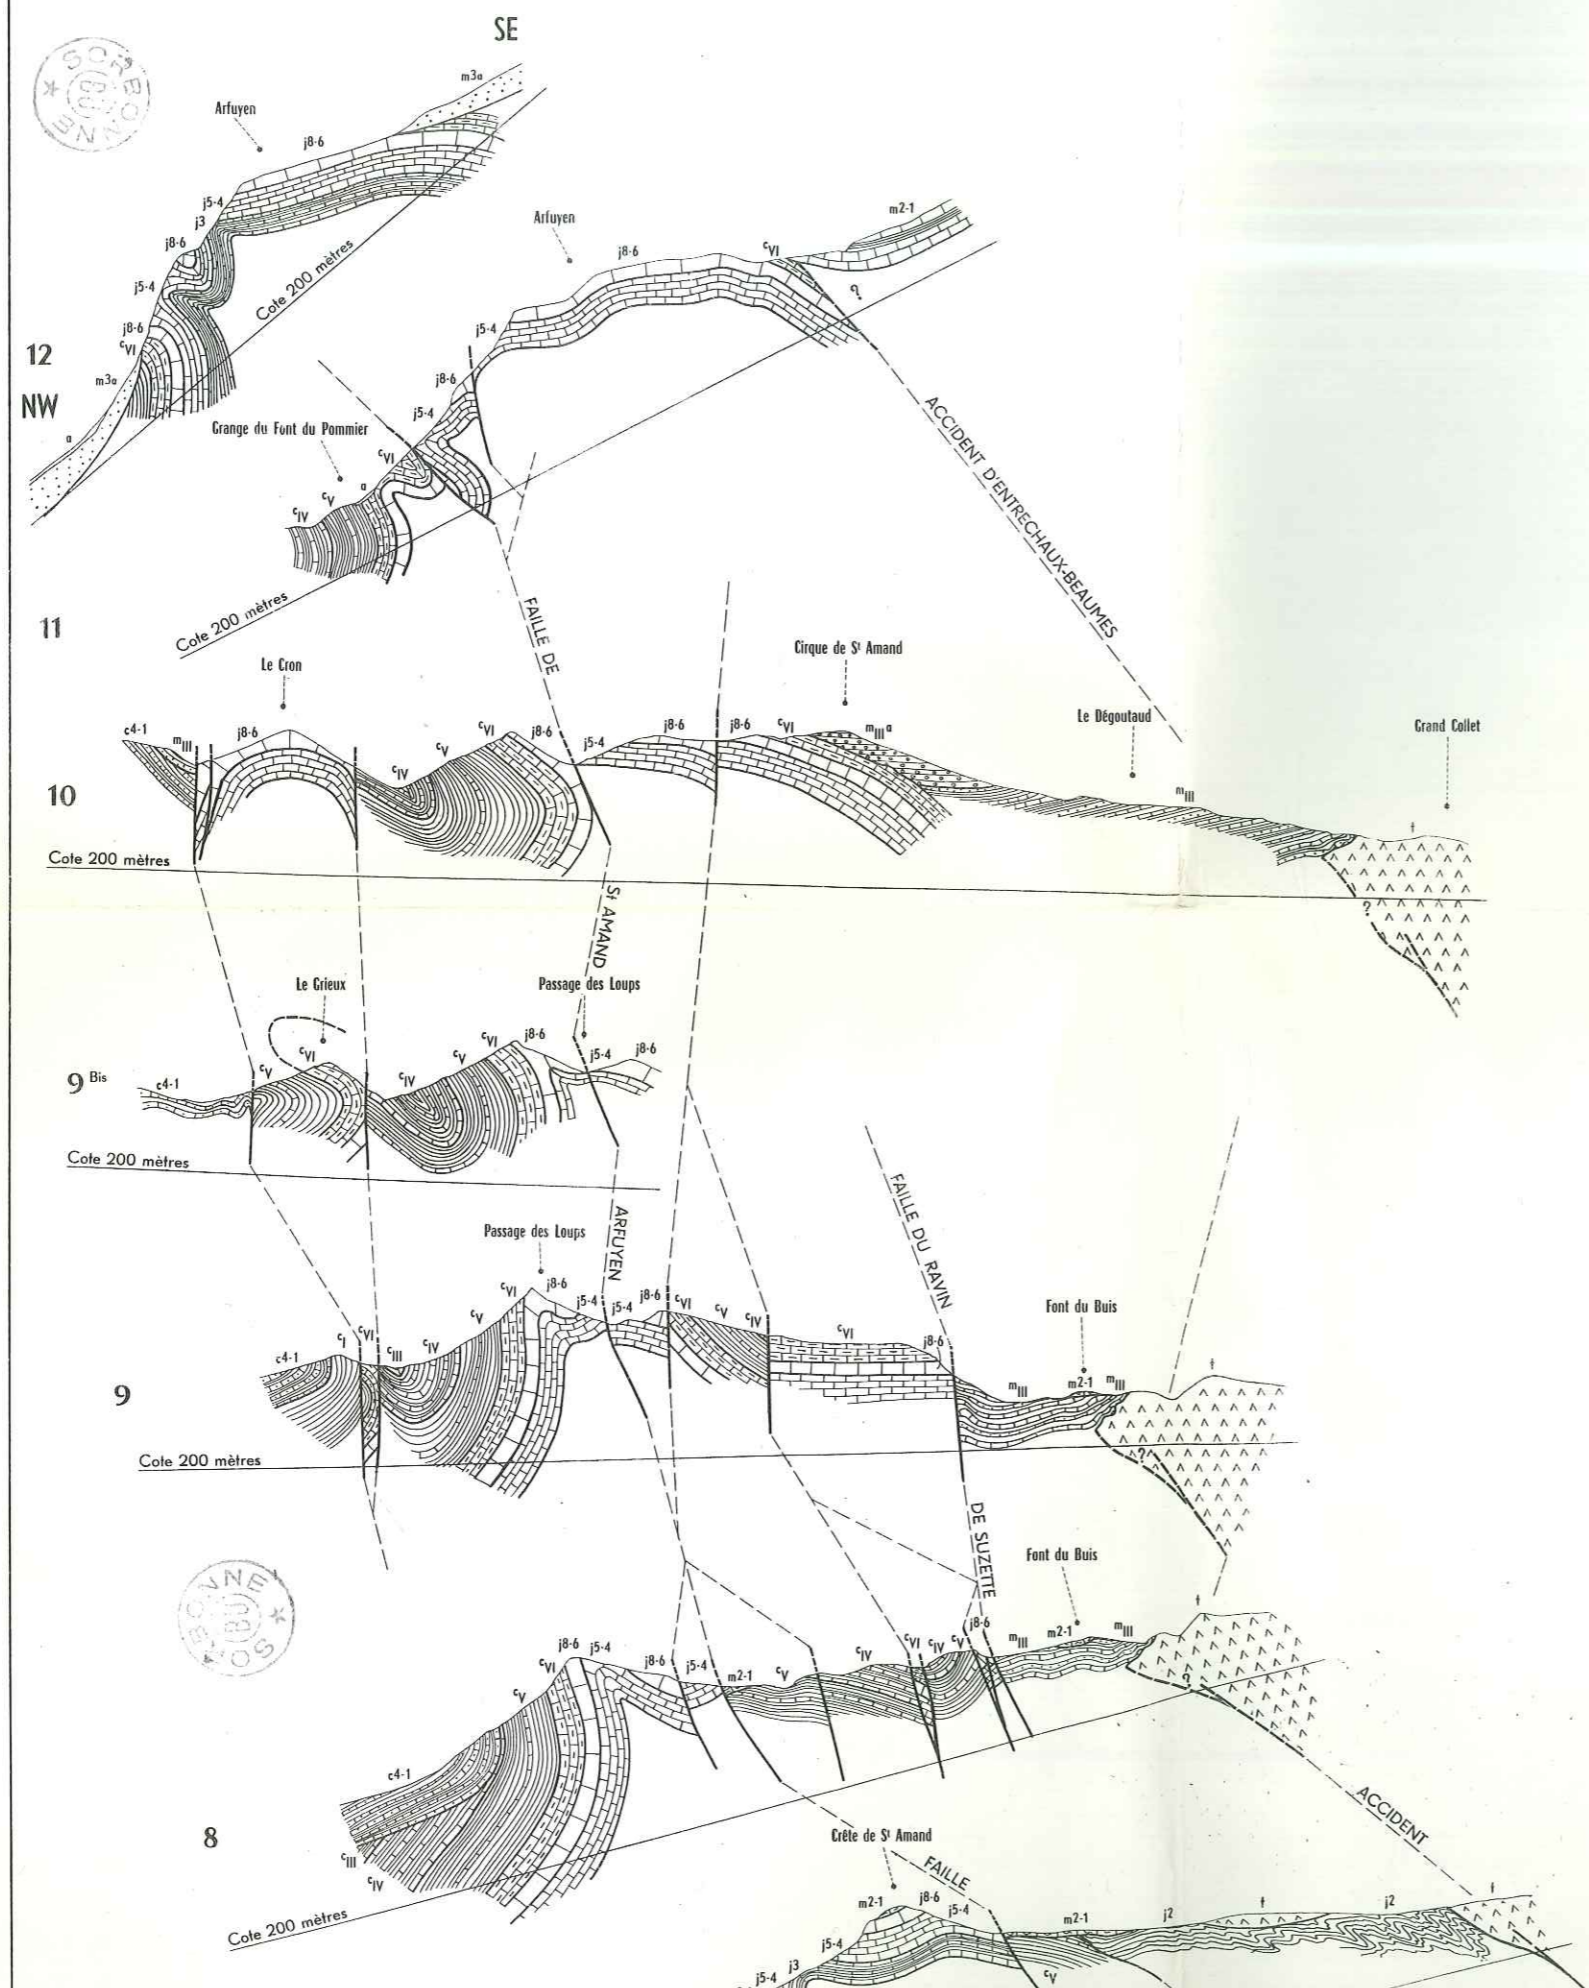 SE
SORBONNE
BU
m3a
Arfuyen
j8-6
j5-4
j3
j8-6
j5-4
j8-6
cVI
m3a
a
Cote 200 mètres
12
NW
Arfuyen
m2-1
j8-6
cVI
?
j5-4
j8-6
j5-4
Grange du Font du Pommier
cVI
a
cV
cIV
Cote 200 mètres
11
ACCIDENT D'ENTRECHAUX-BEAUMES
FAILLE DE
Le Cron
Cirque de St Amand
Le Dégoutaud
Grand Collet
c4-1
mIII
j8-6
cIV
cV
cVI
j8-6
j5-4
j8-6
j8-6
cVI
mIII a
mIII
t
10
Cote 200 mètres
?
St AMAND
Le Grieux
Passage des Loups
c4-1
cV
cVI
cIV
cV
cVI
j8-6
j5-4
j8-6
9 Bis
Cote 200 mètres
ARFUYEN
FAILLE DU RAVIN
Passage des Loups
Font du Buis
c4-1
cI
cVI
cIII
cIV
cV
cVI
j8-6
j5-4
j5-4
j8-6
cVI
cV
cIV
cVI
j8-6
mIII
m2-1
mIII
t
9
Cote 200 mètres
?
DE SUZETTE
SORBONNE
BU
Font du Buis
c4-1
cIII
cIV
cV
cVI
j8-6
j5-4
j8-6
j5-4
m2-1
cV
cIV
cVI
cIV
cV
j8-6
mIII
m2-1
mIII
t
?
8
Cote 200 mètres
ACCIDENT
Crête de St Amand
FAILLE
m2-1
j8-6
j5-4
j5-4
j3
j5-4
m2-1
j2
t
j2
t
cV